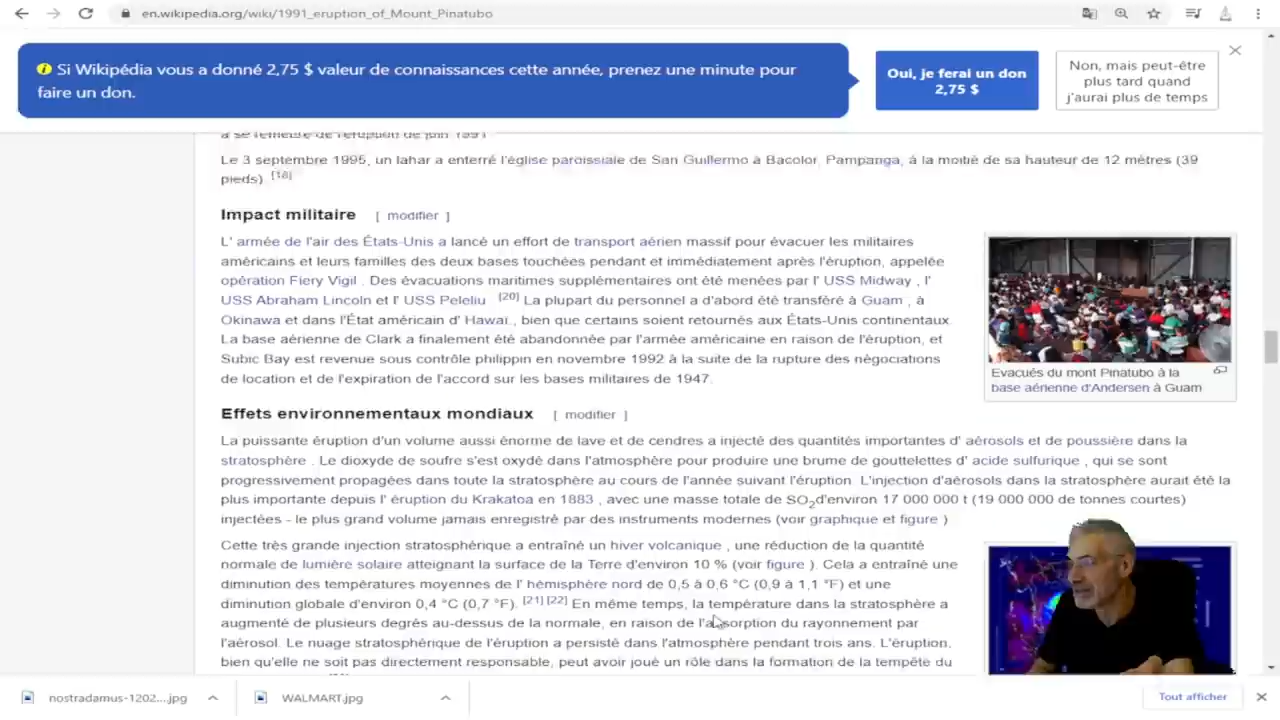 en.wikipedia.org/wiki/1991_eruption_of_Mount_Pinatubo
Si Wikipédia vous a donné 2,75 $ valeur de connaissances cette année, prenez une minute pour
faire un don.
Oui, je ferai un don
2,75 $
Non, mais peut-être
plus tard quand
j'aurai plus de temps
Le 3 septembre 1995, un lahar a enterré l'église paroissiale de San Guillermo à Bacolor, Pampanga, à la moitié de sa hauteur de 12 mètres (39
pieds). [18]
Impact militaire [ modifier ]
L' armée de l'air des États-Unis a lancé un effort de transport aérien massif pour évacuer les militaires
américains et leurs familles des deux bases touchées pendant et immédiatement après l'éruption, appelée
opération Fiery Vigil . Des évacuations maritimes supplémentaires ont été menées par l' USS Midway , l'
USS Abraham Lincoln et l' USS Peleliu [20] La plupart du personnel a d'abord été transféré à Guam , à
Okinawa et dans l'État américain d' Hawaï., bien que certains soient retournés aux États-Unis continentaux.
La base aérienne de Clark a finalement été abandonnée par l'armée américaine en raison de l'éruption, et
Subic Bay est revenue sous contrôle philippin en novembre 1992 à la suite de la rupture des négociations
de location et de l'expiration de l'accord sur les bases militaires de 1947.
Evacués du mont Pinatubo à la
base aérienne d'Andersen à Guam
Effets environnementaux mondiaux [ modifier ]
La puissante éruption d'un volume aussi énorme de lave et de cendres a injecté des quantités importantes d' aérosols et de poussière dans la
stratosphère . Le dioxyde de soufre s'est oxydé dans l'atmosphère pour produire une brume de gouttelettes d' acide sulfurique , qui se sont
progressivement propagées dans toute la stratosphère au cours de l'année suivant l'éruption. L'injection d'aérosols dans la stratosphère aurait été la
plus importante depuis l' éruption du Krakatoa en 1883 , avec une masse totale de SO2d'environ 17 000 000 t (19 000 000 de tonnes courtes)
injectées - le plus grand volume jamais enregistré par des instruments modernes (voir graphique et figure )
Cette très grande injection stratosphérique a entraîné un hiver volcanique , une réduction de la quantité
normale de lumière solaire atteignant la surface de la Terre d'environ 10 % (voir figure ). Cela a entraîné une
diminution des températures moyennes de l' hémisphère nord de 0,5 à 0,6 °C (0,9 à 1,1 °F) et une
diminution globale d'environ 0,4 °C (0,7 °F). [21] [22] En même temps, la température dans la stratosphère a
augmenté de plusieurs degrés au-dessus de la normale, en raison de l'absorption du rayonnement par
l'aérosol. Le nuage stratosphérique de l'éruption a persisté dans l'atmosphère pendant trois ans. L'éruption,
bien qu'elle ne soit pas directement responsable, peut avoir joué un rôle dans la formation de la tempête du
nostradamus-1202....jpg
WALMART.jpg
Tout afficher